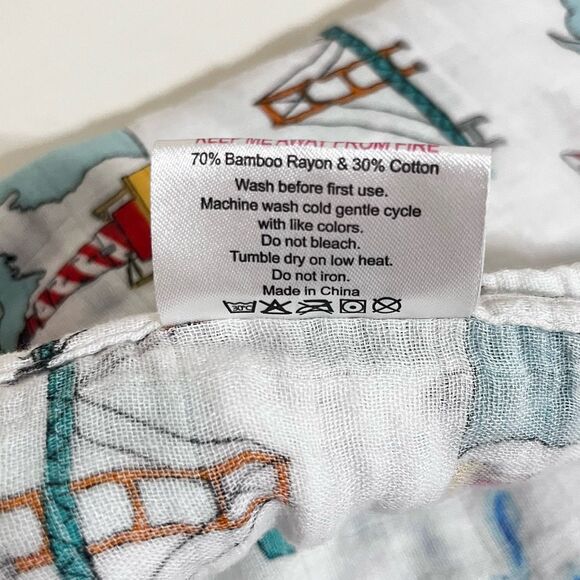 KEEP ME AWAY FROM FIRE
70% Bamboo Rayon & 30% Cotton
Wash before first use.
Machine wash cold gentle cycle
with like colors.
Do not bleach.
Tumble dry on low heat.
Do not iron.
Made in China
30°C